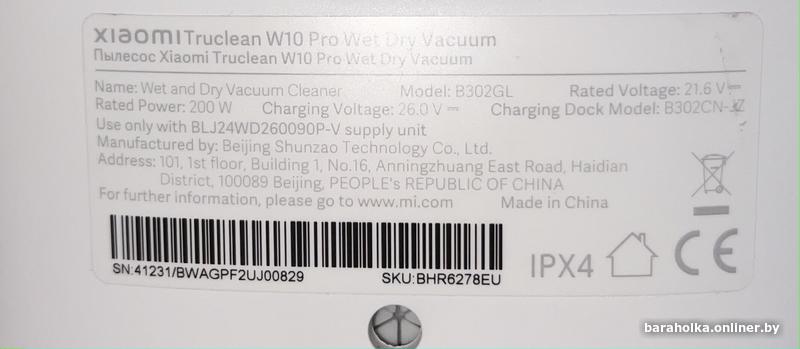 xiaomi Truclean W10 Pro Wet Dry Vacuum
Пылесос Xiaomi Truclean W10 Pro Wet Dry Vacuum
Name: Wet and Dry Vacuum Cleaner Model: B302GL Rated Voltage: 21.6 V⎓
Rated Power: 200 W Charging Voltage: 26.0 V⎓ Charging Dock Model: B302CN-JZ
Use only with BLJ24WD260090P-V supply unit
Manufactured by: Beijing Shunzao Technology Co., Ltd.
Address: 101, 1st floor, Building 1, No.16, Anningzhuang East Road, Haidian
District, 100089 Beijing, PEOPLE's REPUBLIC OF CHINA
For further information, please go to www.mi.com Made in China
SN:41231/BWAGPF2UJ00829 SKU:BHR6278EU
IPX4 CE
baraholka.onliner.by